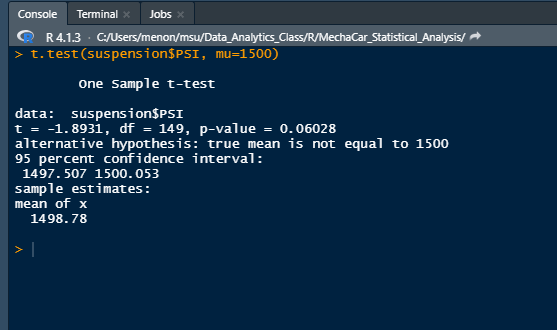 Console Terminal × Jobs ×
R 4.1.3 · C:/Users/menon/msu/Data_Analytics_Class/R/MechaCar_Statistical_Analysis/
> t.test(suspension$PSI, mu=1500)
One Sample t-test
data: suspension$PSI
t = -1.8931, df = 149, p-value = 0.06028
alternative hypothesis: true mean is not equal to 1500
95 percent confidence interval:
1497.507 1500.053
sample estimates:
mean of x
1498.78
>